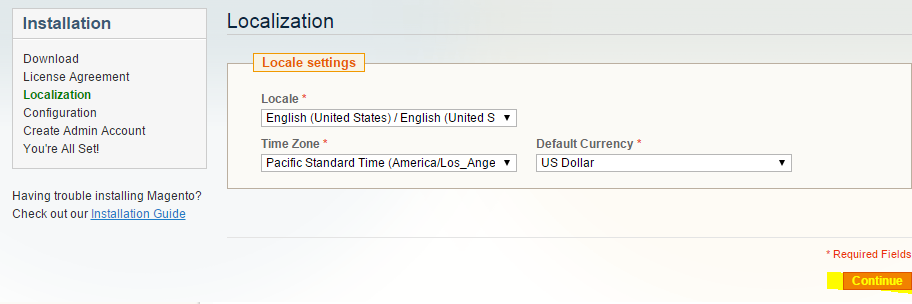 Installation
Download
License Agreement
Localization
Configuration
Create Admin Account
You're All Set!
Having trouble installing Magento?
Check out our Installation Guide
Localization
Locale settings
Locale *
English (United States) / English (United S
Time Zone * Default Currency *
Pacific Standard Time (America/Los_Ange US Dollar
* Required Fields
Continue